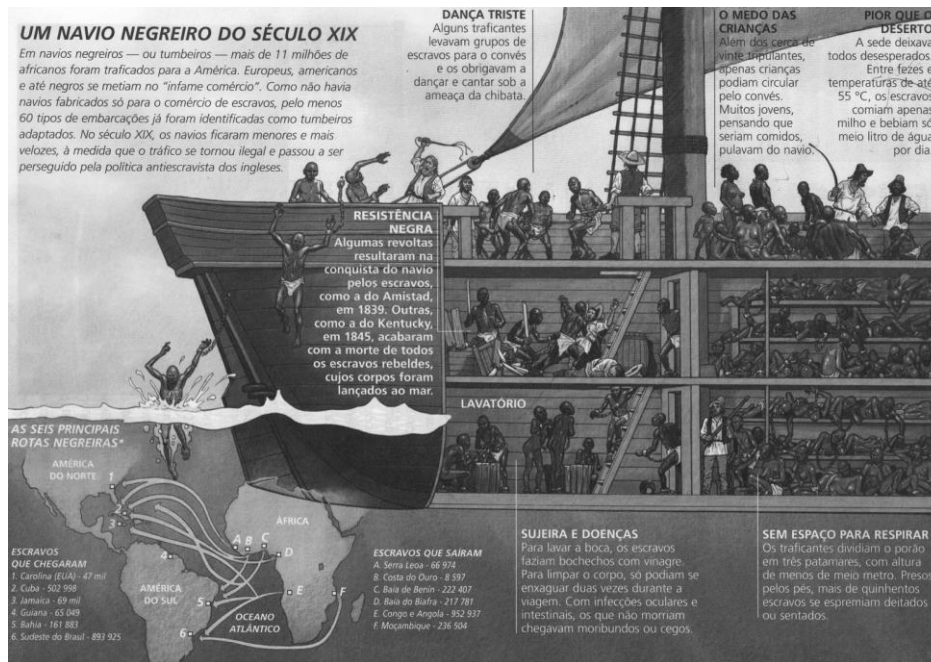 UM NAVIO NEGREIRO DO SÉCULO XIX
Em navios negreiros — ou tumbeiros — mais de 11 milhões de
africanos foram traficados para a América. Europeus, americanos
e até negros se metiam no "infame comércio". Como não havia
navios fabricados só para o comércio de escravos, pelo menos
60 tipos de embarcações já foram identificadas como tumbeiros
adaptados. No século XIX, os navios ficaram menores e mais
velozes, à medida que o tráfico se tornou ilegal e passou a ser
perseguido pela política antiescravista dos ingleses.
DANÇA TRISTE
Alguns traficantes
levavam grupos de
escravos para o convés
e os obrigavam a
dançar e cantar sob a
ameaça da chibata.
O MEDO DAS
CRIANÇAS
Além dos cerca de
vinte tripulantes,
apenas crianças
podiam circular
pelo convés.
Muitos jovens,
pensando que
seriam comidos,
pulavam do navio.
PIOR QUE O
DESERTO
A sede deixava
todos desesperados.
Entre fezes e
temperaturas de até
55 °C, os escravos
comiam apenas
milho e bebiam só
meio litro de água
por dia.
RESISTÊNCIA
NEGRA
Algumas revoltas
resultaram na
conquista do navio
pelos escravos,
como a do Amistad,
em 1839. Outras,
como a do Kentucky,
em 1845, acabaram
com a morte de todos
os escravos rebeldes,
cujos corpos foram
lançados ao mar.
LAVATÓRIO
AS SEIS PRINCIPAIS
ROTAS NEGREIRAS*
AMÉRICA
DO NORTE
1
2
3
4
5
6
AMÉRICA
DO SUL
ÁFRICA
A B C
D
E
F
OCEANO
ATLÂNTICO
ESCRAVOS
QUE CHEGARAM
1. Carolina (EUA) - 47 mil
2. Cuba - 502 998
3. Jamaica - 69 mil
4. Guiana - 65 049
5. Bahia - 161 883
6. Sudeste do Brasil - 893 925
ESCRAVOS QUE SAÍRAM
A. Serra Leoa - 66 974
B. Costa do Ouro - 8 597
C. Baía de Benin - 222 407
D. Baía do Biafra - 217 781
E. Congo e Angola - 952 937
F. Moçambique - 236 504
SUJEIRA E DOENÇAS
Para lavar a boca, os escravos
faziam bochechos com vinagre.
Para limpar o corpo, só podiam se
enxaguar duas vezes durante a
viagem. Com infecções oculares e
intestinais, os que não morriam
chegavam moribundos ou cegos.
SEM ESPAÇO PARA RESPIRAR
Os traficantes dividiam o porão
em três patamares, com altura
de menos de meio metro. Presos
pelos pés, mais de quinhentos
escravos se espremiam deitados
ou sentados.